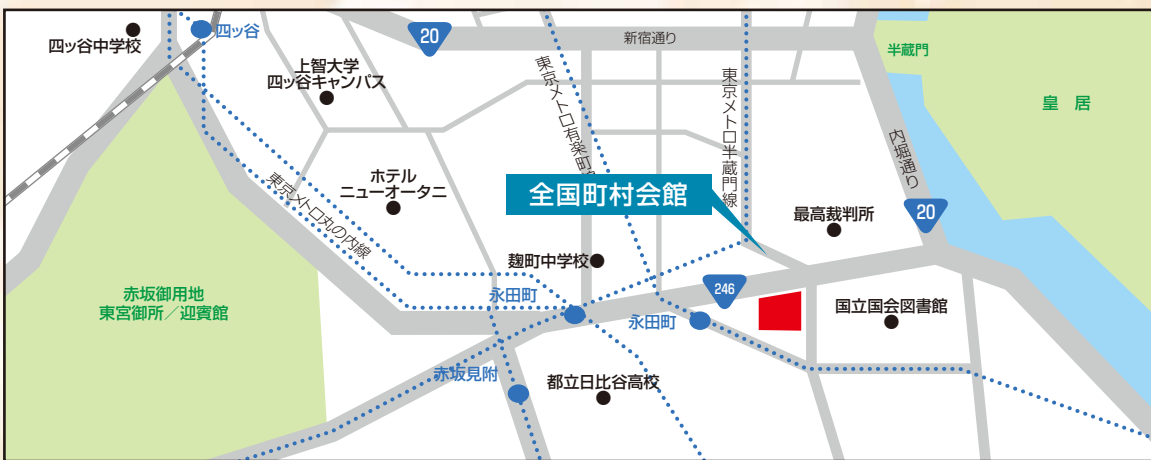 四ッ谷中学校
四ッ谷
20
新宿通り
半蔵門
上智大学
四ッ谷キャンパス
東京メトロ有楽町
東京メトロ半蔵門線
皇 居
内堀通り
ホテル
ニューオータニ
東京メトロ丸の内線
全国町村会館
最高裁判所
20
麹町中学校
赤坂御用地
東宮御所／迎賓館
永田町
246
永田町
国立国会図書館
赤坂見附
都立日比谷高校